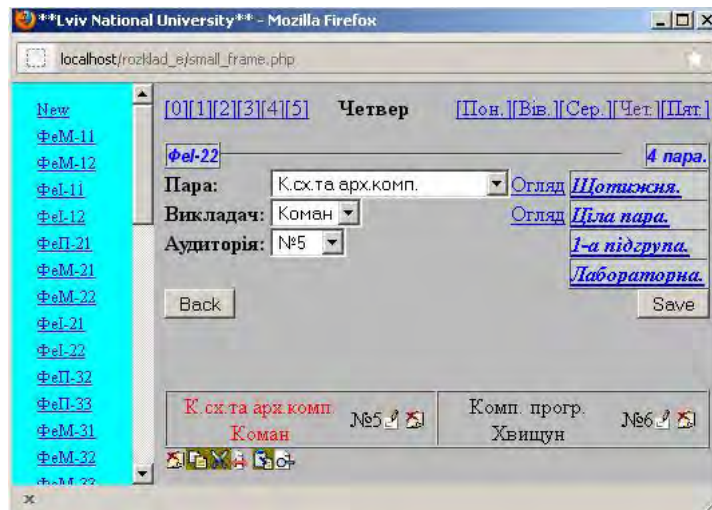 **Lviv National University** - Mozilla Firefox
localhost/rozklad_e/small_frame.php
New
ФеМ-11
ФеМ-12
ФеІ-11
ФеІ-12
ФеП-21
ФеМ-21
ФеМ-22
ФеІ-21
ФеІ-22
ФеП-32
ФеП-33
ФеМ-31
ФеМ-32
ФеМ-33
[0][1][2][3][4][5] Четвер [Пон.][Вів.][Сер.][Чет.][Пят.]
ФеІ-22 4 пара.
Пара: К.сх.та арх.комп. Огляд Щотижня.
Викладач: Коман Огляд Ціла пара.
Аудиторія: №5 1-а підгрупа.
Лабораторна.
Back Save
К.сх.та арх.комп. №5 Комп. прогр. №6
Коман Хвищун
x